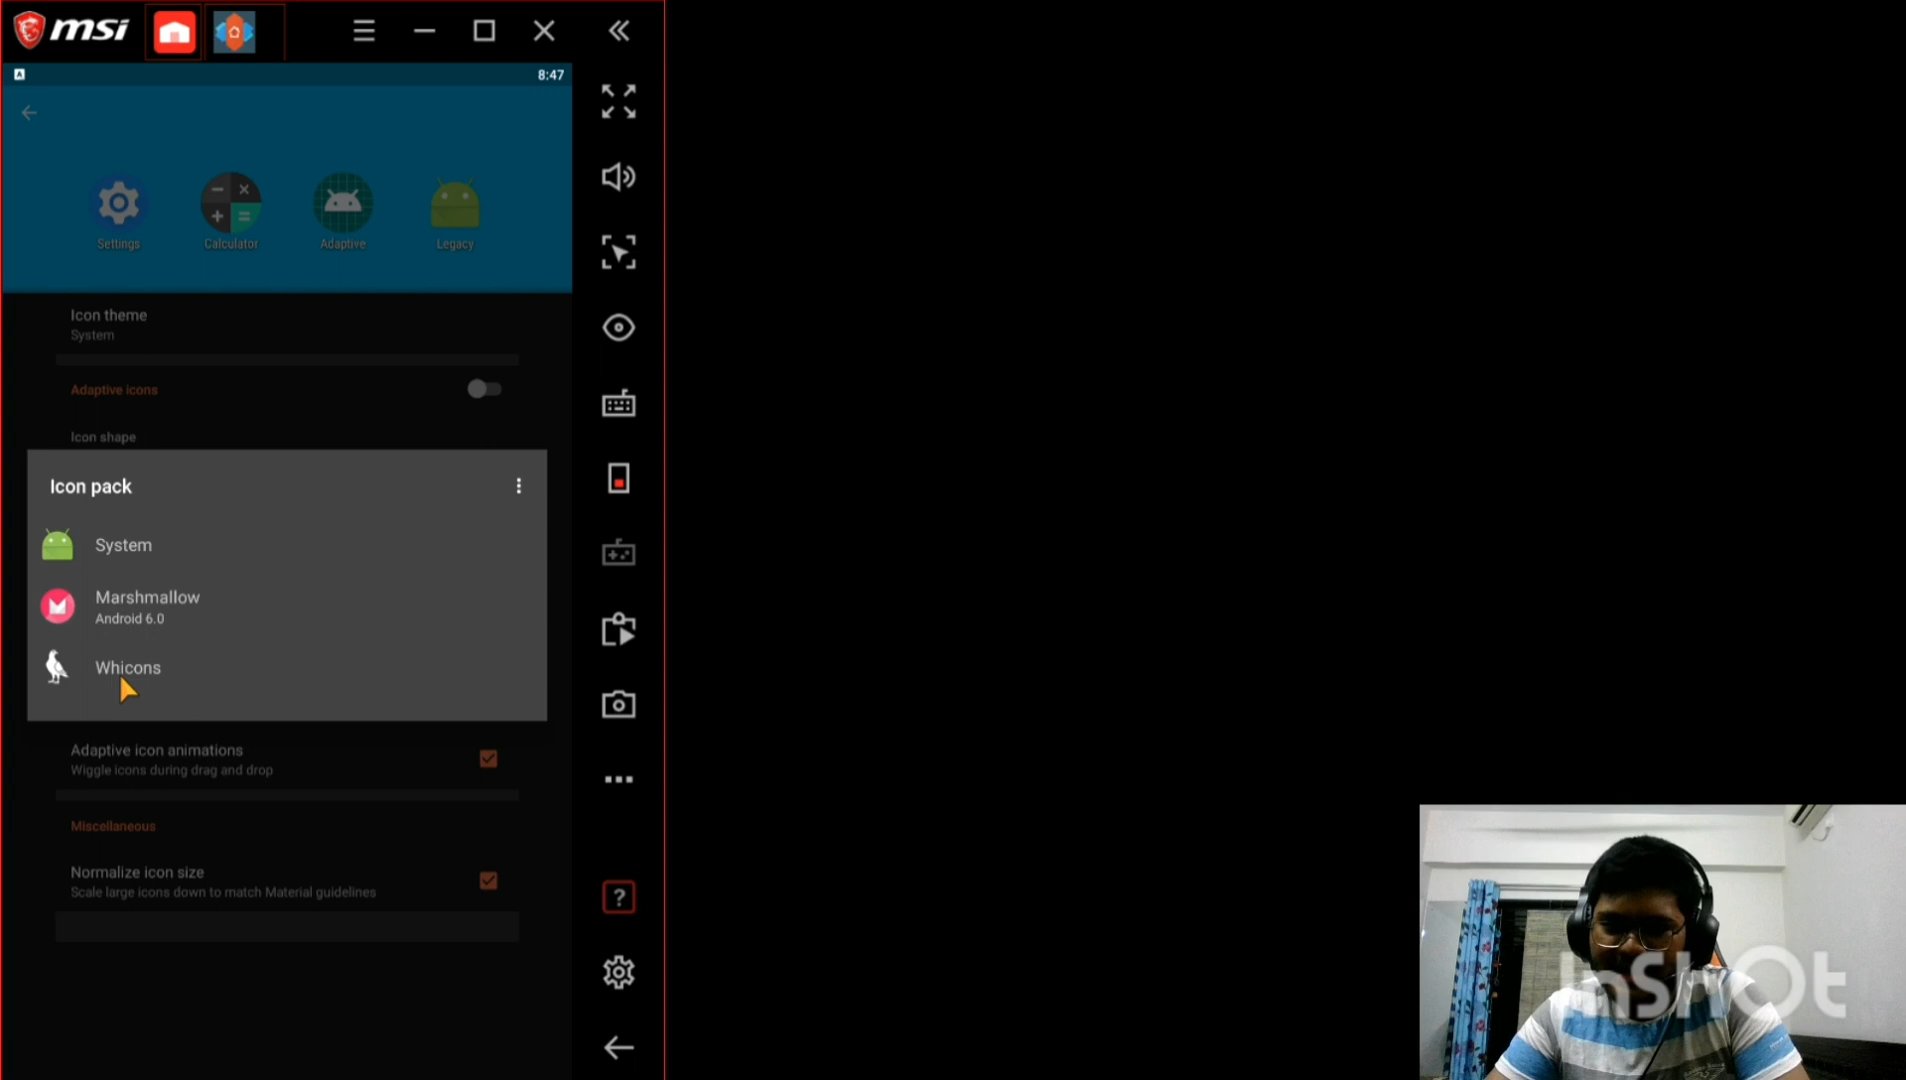 msi
8:47
Settings
Calculator
Adaptive
Legacy
Icon theme
System
Adaptive icons
Icon shape
Icon pack
System
Marshmallow
Android 6.0
Whicons
Adaptive icon animations
Wiggle icons during drag and drop
Miscellaneous
Normalize icon size
Scale large icons down to match Material guidelines
InShOt